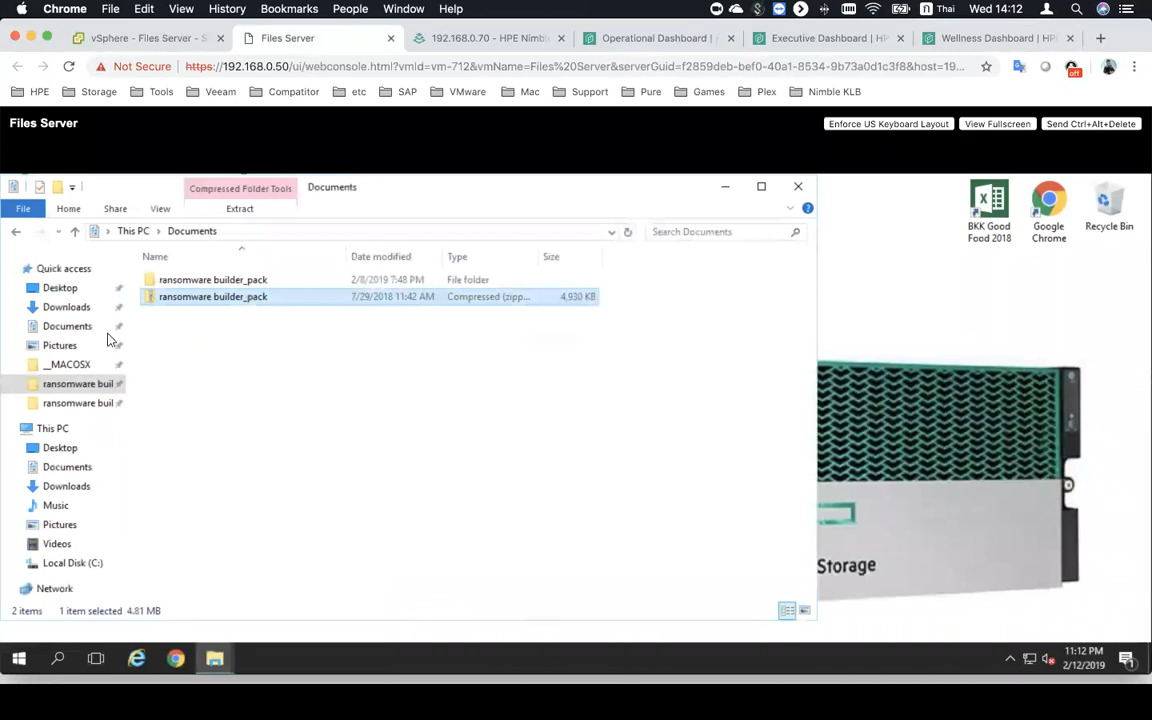 Chrome File Edit View History Bookmarks People Window Help Thai Wed 14:12
vSphere - Files Server - S Files Server 192.168.0.70 - HPE Nimbl Operational Dashboard | Executive Dashboard | HP Wellness Dashboard | HP
Not Secure https://192.168.0.50/ui/webconsole.html?vmId=vm-712&vmName=Files%20Server&serverGuid=f2859deb-bef0-40a1-8534-9b73a0d1c3f8&host=19... off
HPE Storage Tools Veeam Compatitor etc SAP VMware Mac Support Pure Games Plex Nimble KLB
Files Server Enforce US Keyboard Layout View Fullscreen Send Ctrl+Alt+Delete
Compressed Folder Tools Documents
File Home Share View Extract
This PC Documents Search Documents
Name Date modified Type Size
ransomware builder_pack 2/8/2019 7:48 PM File folder
ransomware builder_pack 7/29/2018 11:42 AM Compressed (zipp... 4,930 KB
Quick access
Desktop
Downloads
Documents
Pictures
__MACOSX
ransomware buil
ransomware buil
This PC
Desktop
Documents
Downloads
Music
Pictures
Videos
Local Disk (C:)
Network
2 items 1 item selected 4.81 MB
BKK Good
Food 2018
Google
Chrome
Recycle Bin
Storage
11:12 PM
2/12/2019
1